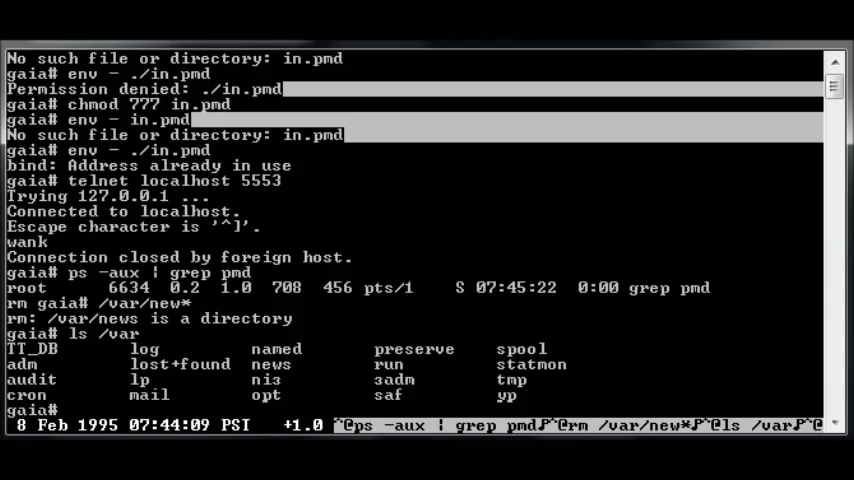 No such file or directory: in.pmd
gaia# env - ./in.pmd
Permission denied: ./in.pmd
gaia# chmod 777 in.pmd
gaia# env - in.pmd
No such file or directory: in.pmd
gaia# env - ./in.pmd
bind: Address already in use
gaia# telnet localhost 5553
Trying 127.0.0.1 ...
Connected to localhost.
Escape character is '^]'.
wank
Connection closed by foreign host.
gaia# ps -aux | grep pmd
root 6634 0.2 1.0 708 456 pts/1 S 07:45:22 0:00 grep pmd
rm gaia# /var/new*
rm: /var/news is a directory
gaia# ls /var
TT_DB log named preserve spool
adm lost+found news run statmon
audit lp nis sadm tmp
cron mail opt saf yp
gaia#
8 Feb 1995 07:44:09 PSI +1.0 ^@ps -aux | grep pmd♪^@rm /var/new*♪^@ls /var♪^@